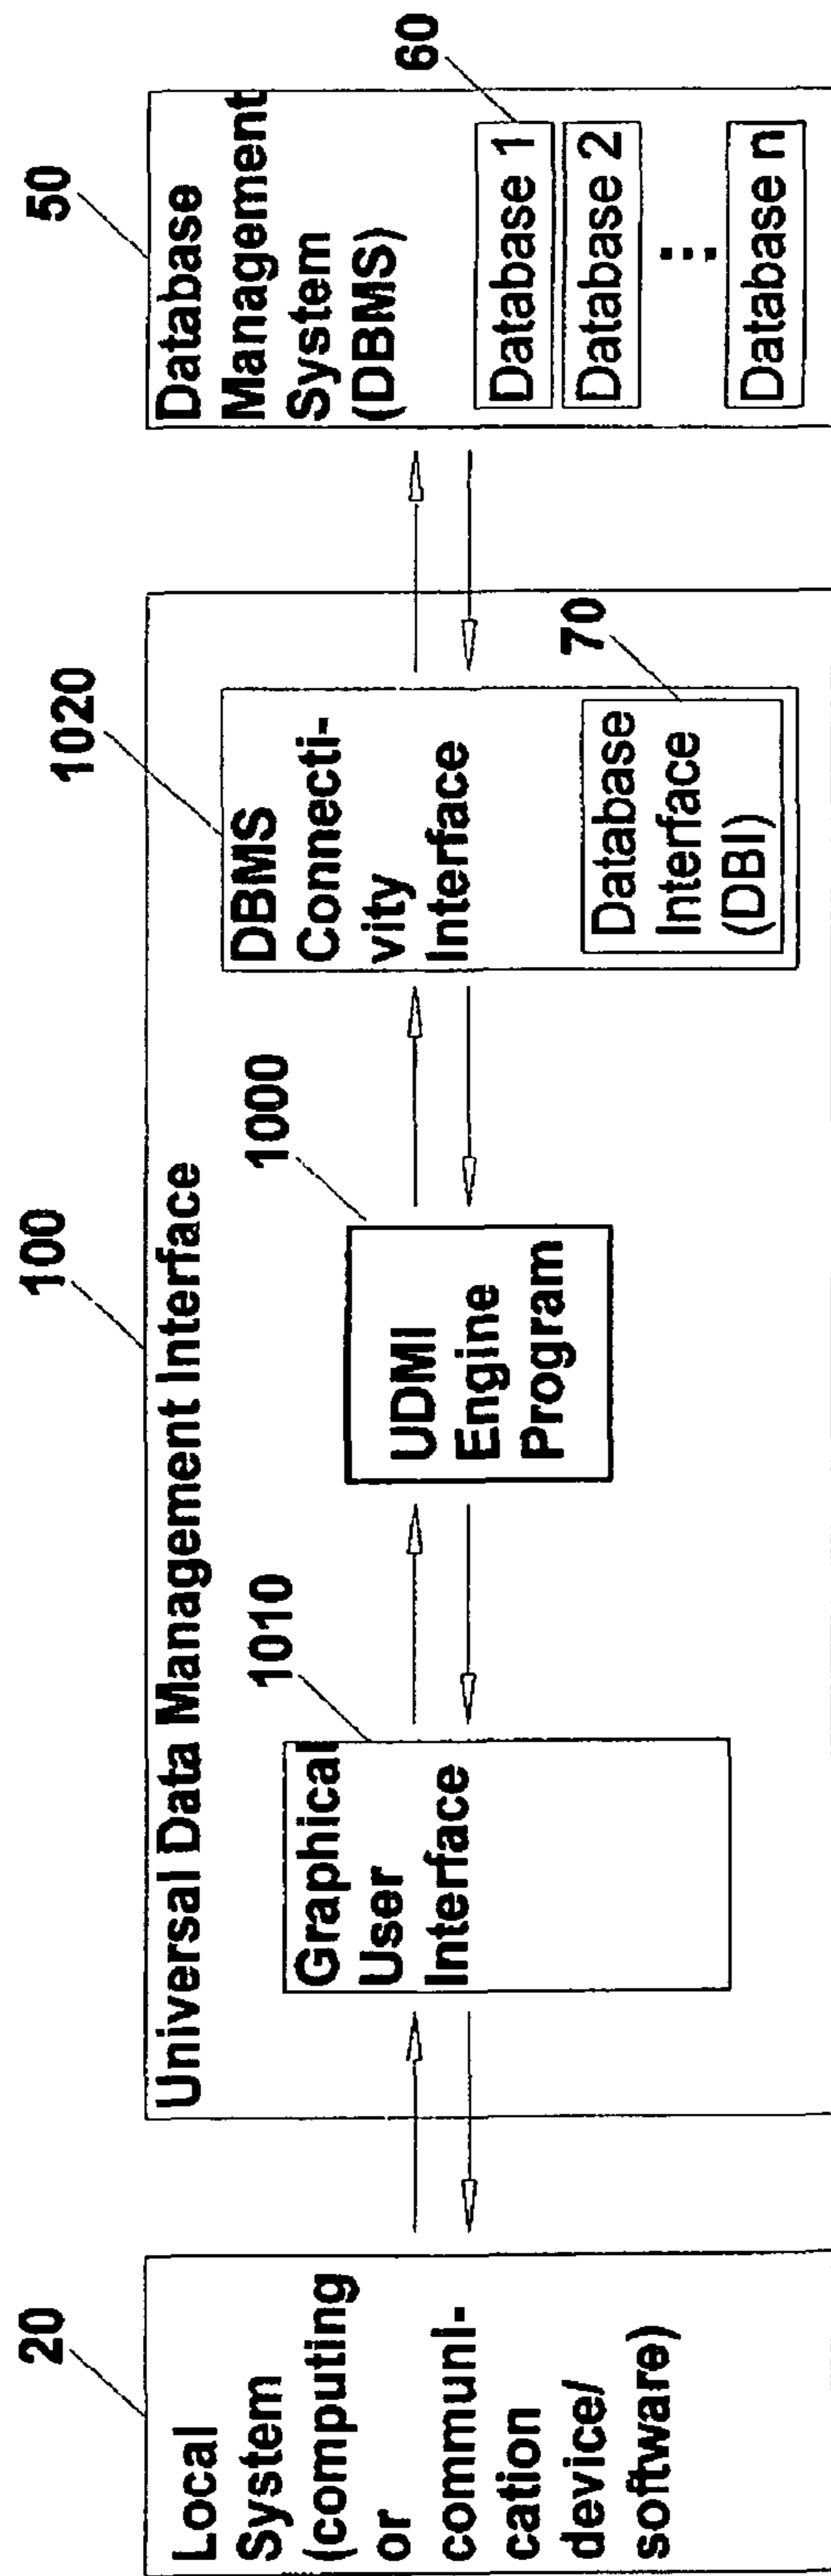 20
Local
System
(computing
or
communi-
cation
device/
software)
100
Universal Data Management Interface
1010
Graphical
User
Interface
1000
UDMI
Engine
Program
1020
DBMS
Connecti-
vity
Interface
70
Database
Interface
(DBI)
50
Database
Management
System
(DBMS)
60
Database 1
Database 2
...
Database n